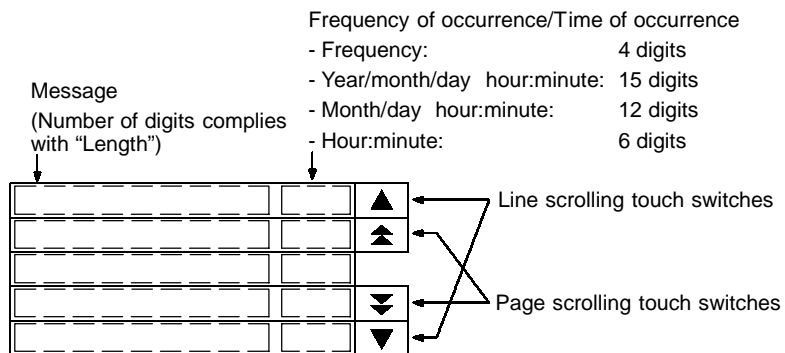 Frequency of occurrence/Time of occurrence
- Frequency: 4 digits
- Year/month/day hour:minute: 15 digits
- Month/day hour:minute: 12 digits
- Hour:minute: 6 digits
Message
(Number of digits complies
with “Length”)
Line scrolling touch switches
Page scrolling touch switches